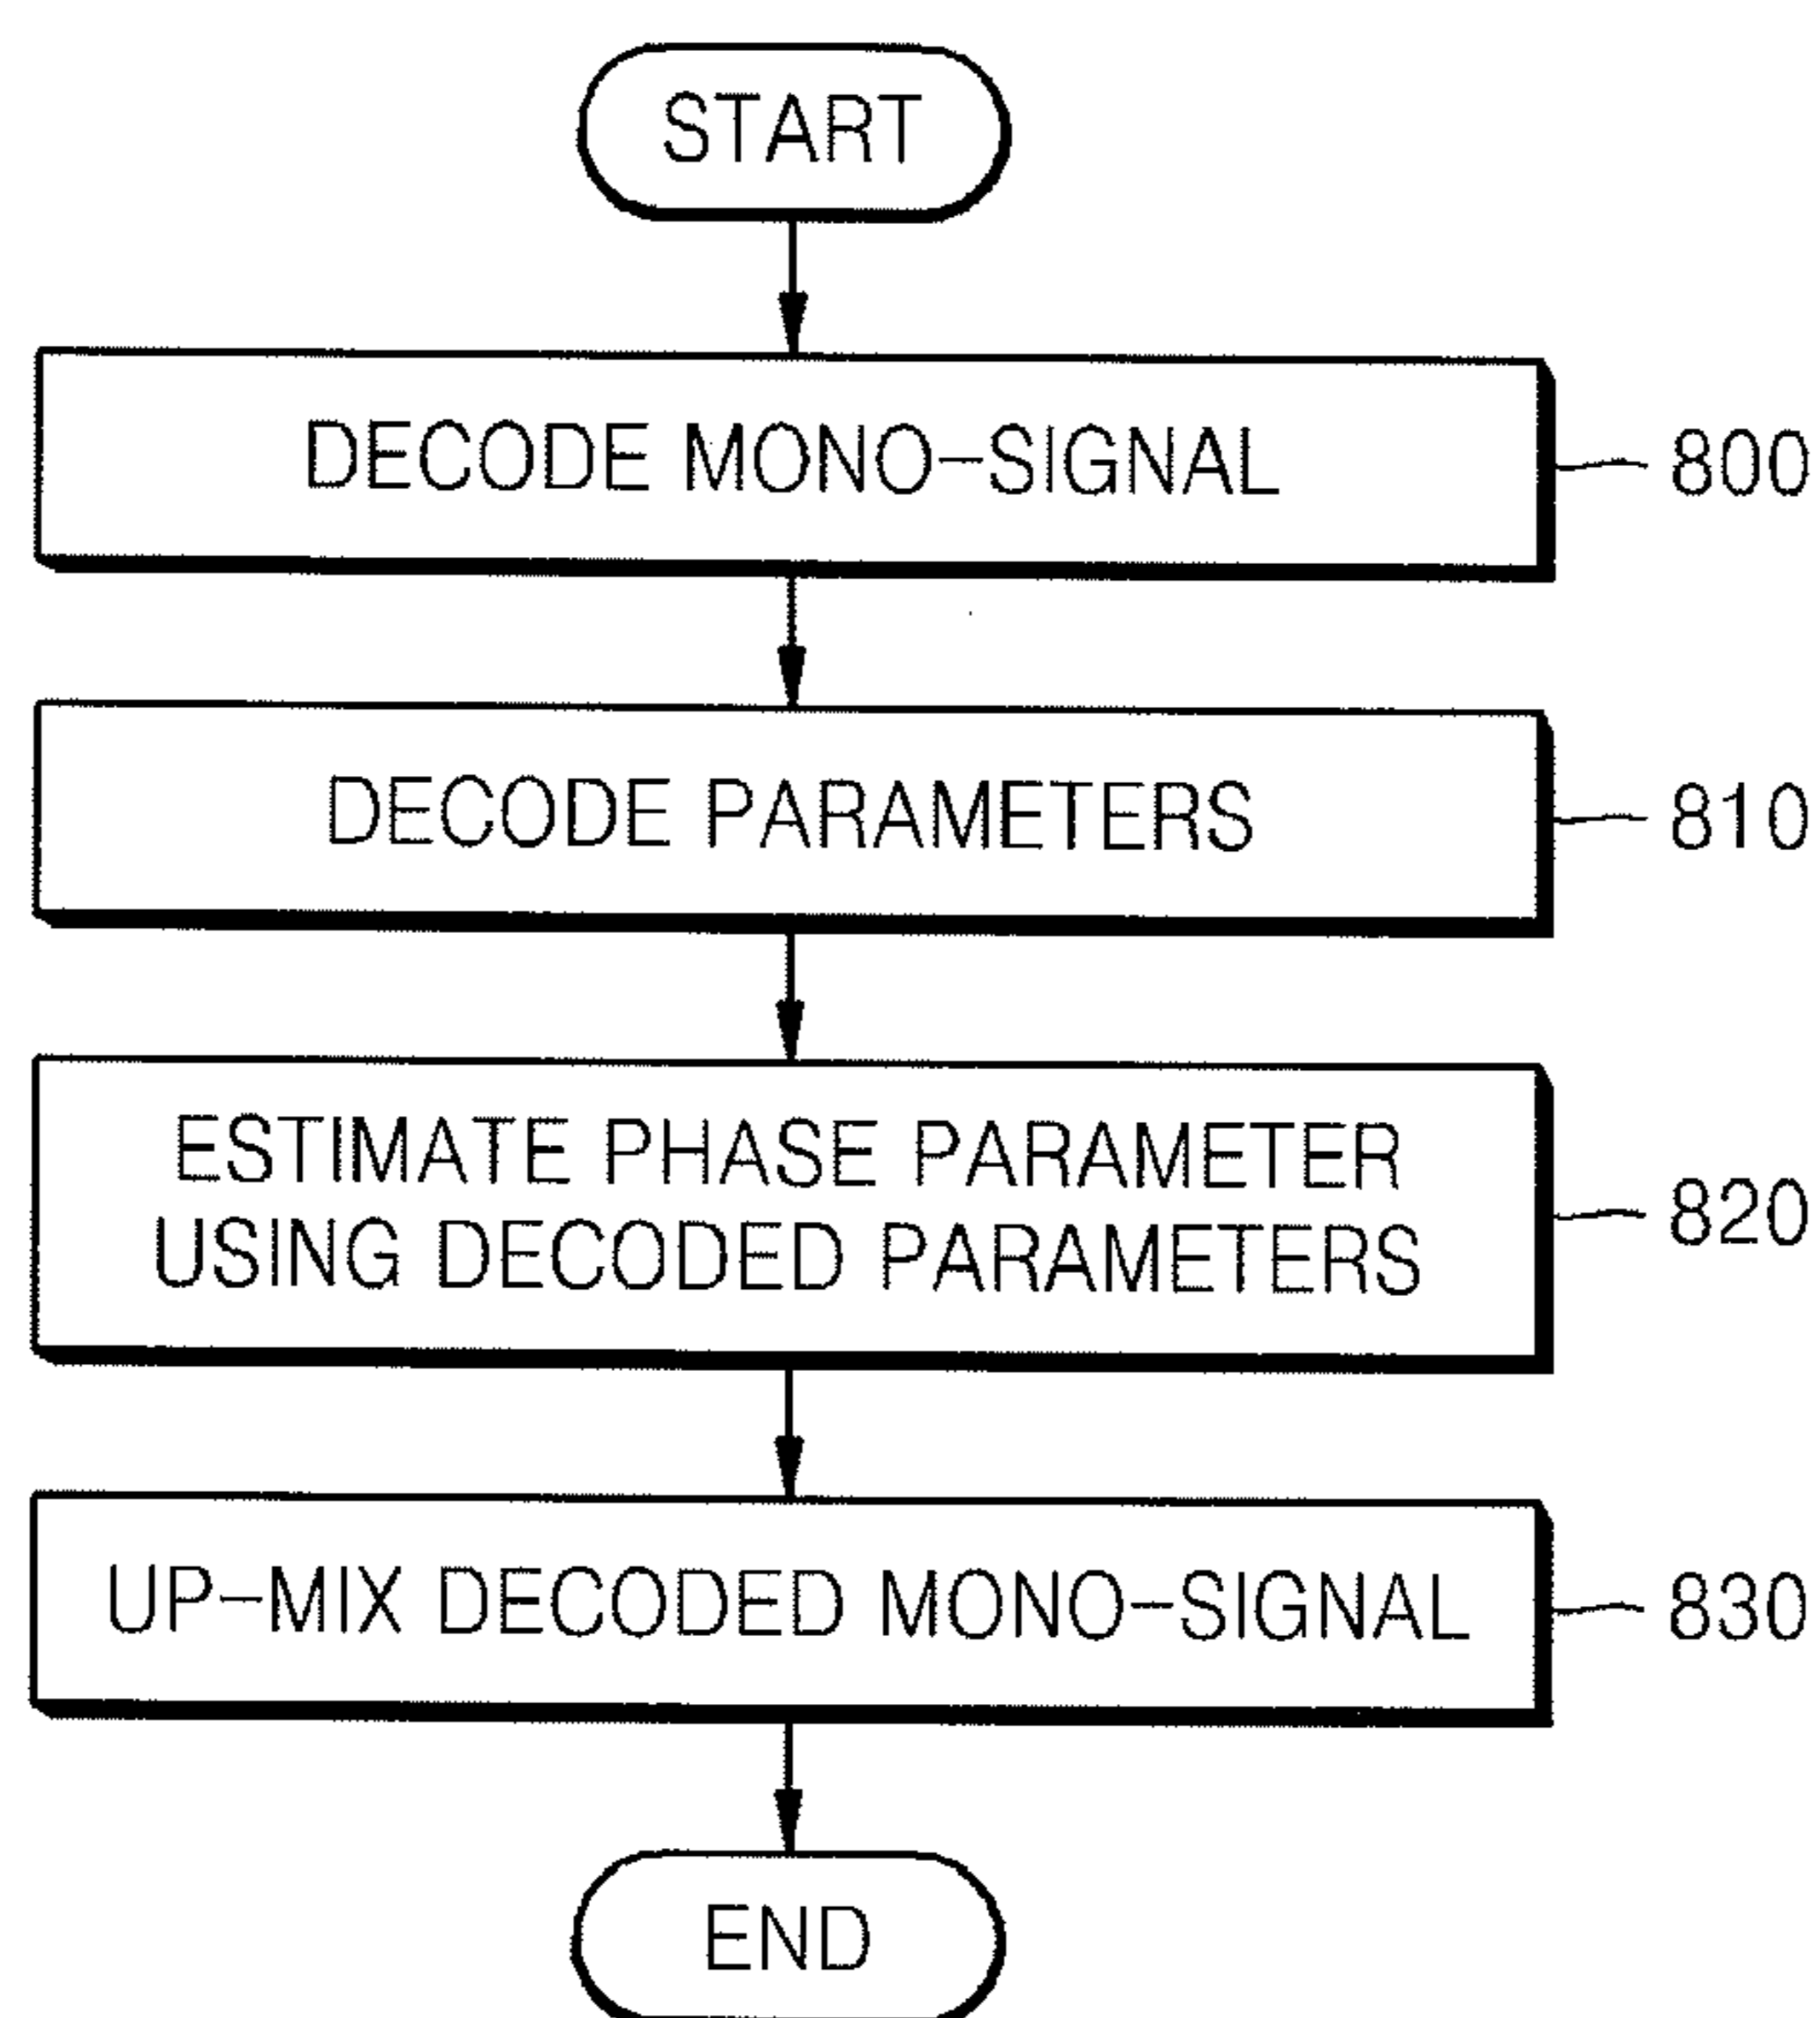 START
DECODE MONO-SIGNAL
800
DECODE PARAMETERS
810
ESTIMATE PHASE PARAMETER
USING DECODED PARAMETERS
820
UP-MIX DECODED MONO-SIGNAL
830
END